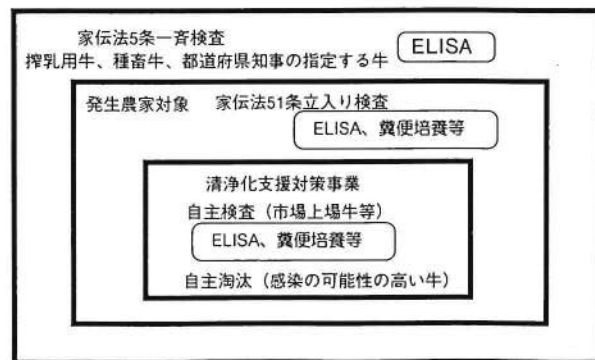 家伝法5条一斉検査
ELISA
搾乳用牛、種畜牛、都道府県知事の指定する牛
発生農家対象 家伝法51条立入り検査
ELISA、糞便培養等
清浄化支援対策事業
自主検査（市場上場牛等）
ELISA、糞便培養等
自主淘汰（感染の可能性の高い牛）